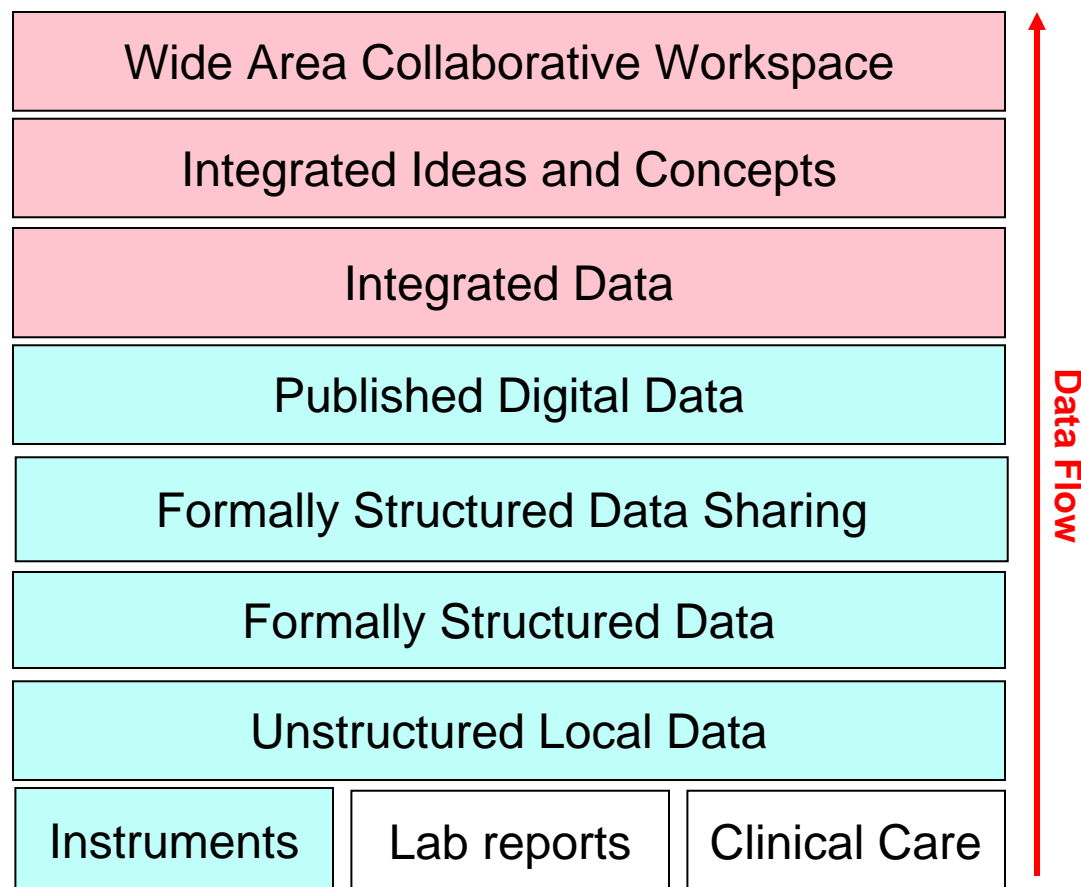 Wide Area Collaborative Workspace
Integrated Ideas and Concepts
Integrated Data
Published Digital Data
Formally Structured Data Sharing
Formally Structured Data
Unstructured Local Data
Instruments
Lab reports
Clinical Care
Data Flow